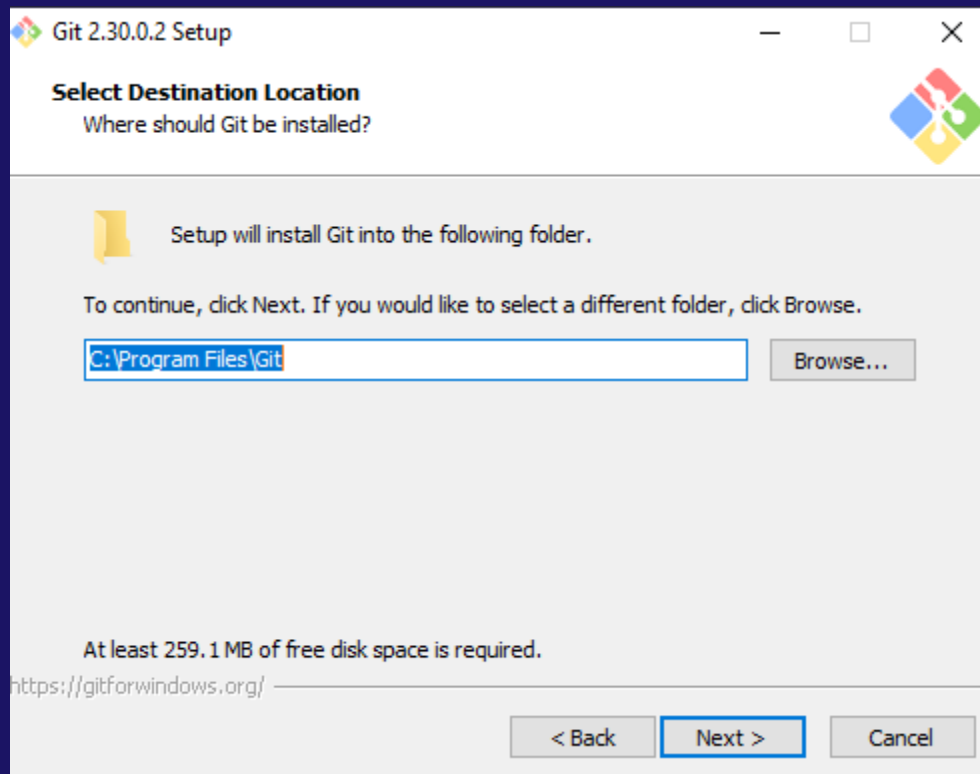 Git 2.30.0.2 Setup
Select Destination Location
Where should Git be installed?
Setup will install Git into the following folder.
To continue, click Next. If you would like to select a different folder, click Browse.
C:\Program Files\Git
Browse...
At least 259.1 MB of free disk space is required.
https://gitforwindows.org/
< Back Next > Cancel